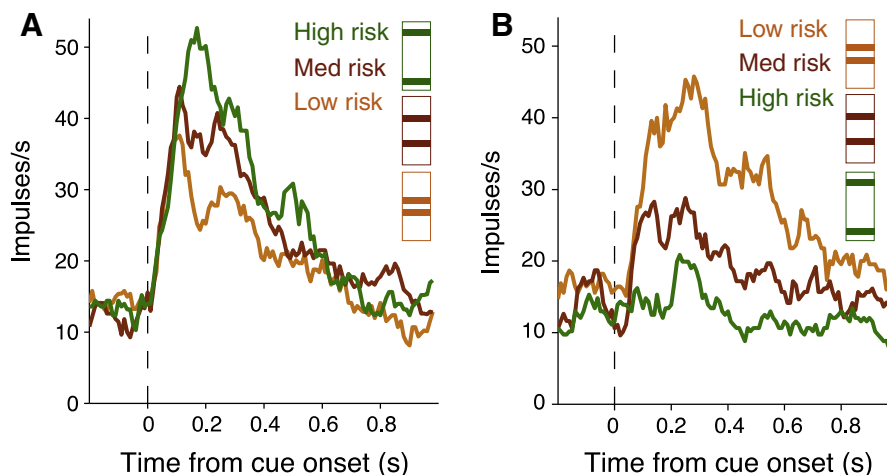 A
High risk
Med risk
Low risk
50
40
30
20
10
0
Impulses/s
0
0.2
0.4
0.6
0.8
Time from cue onset (s)
B
Low risk
Med risk
High risk
50
40
30
20
10
0
Impulses/s
0
0.2
0.4
0.6
0.8
Time from cue onset (s)